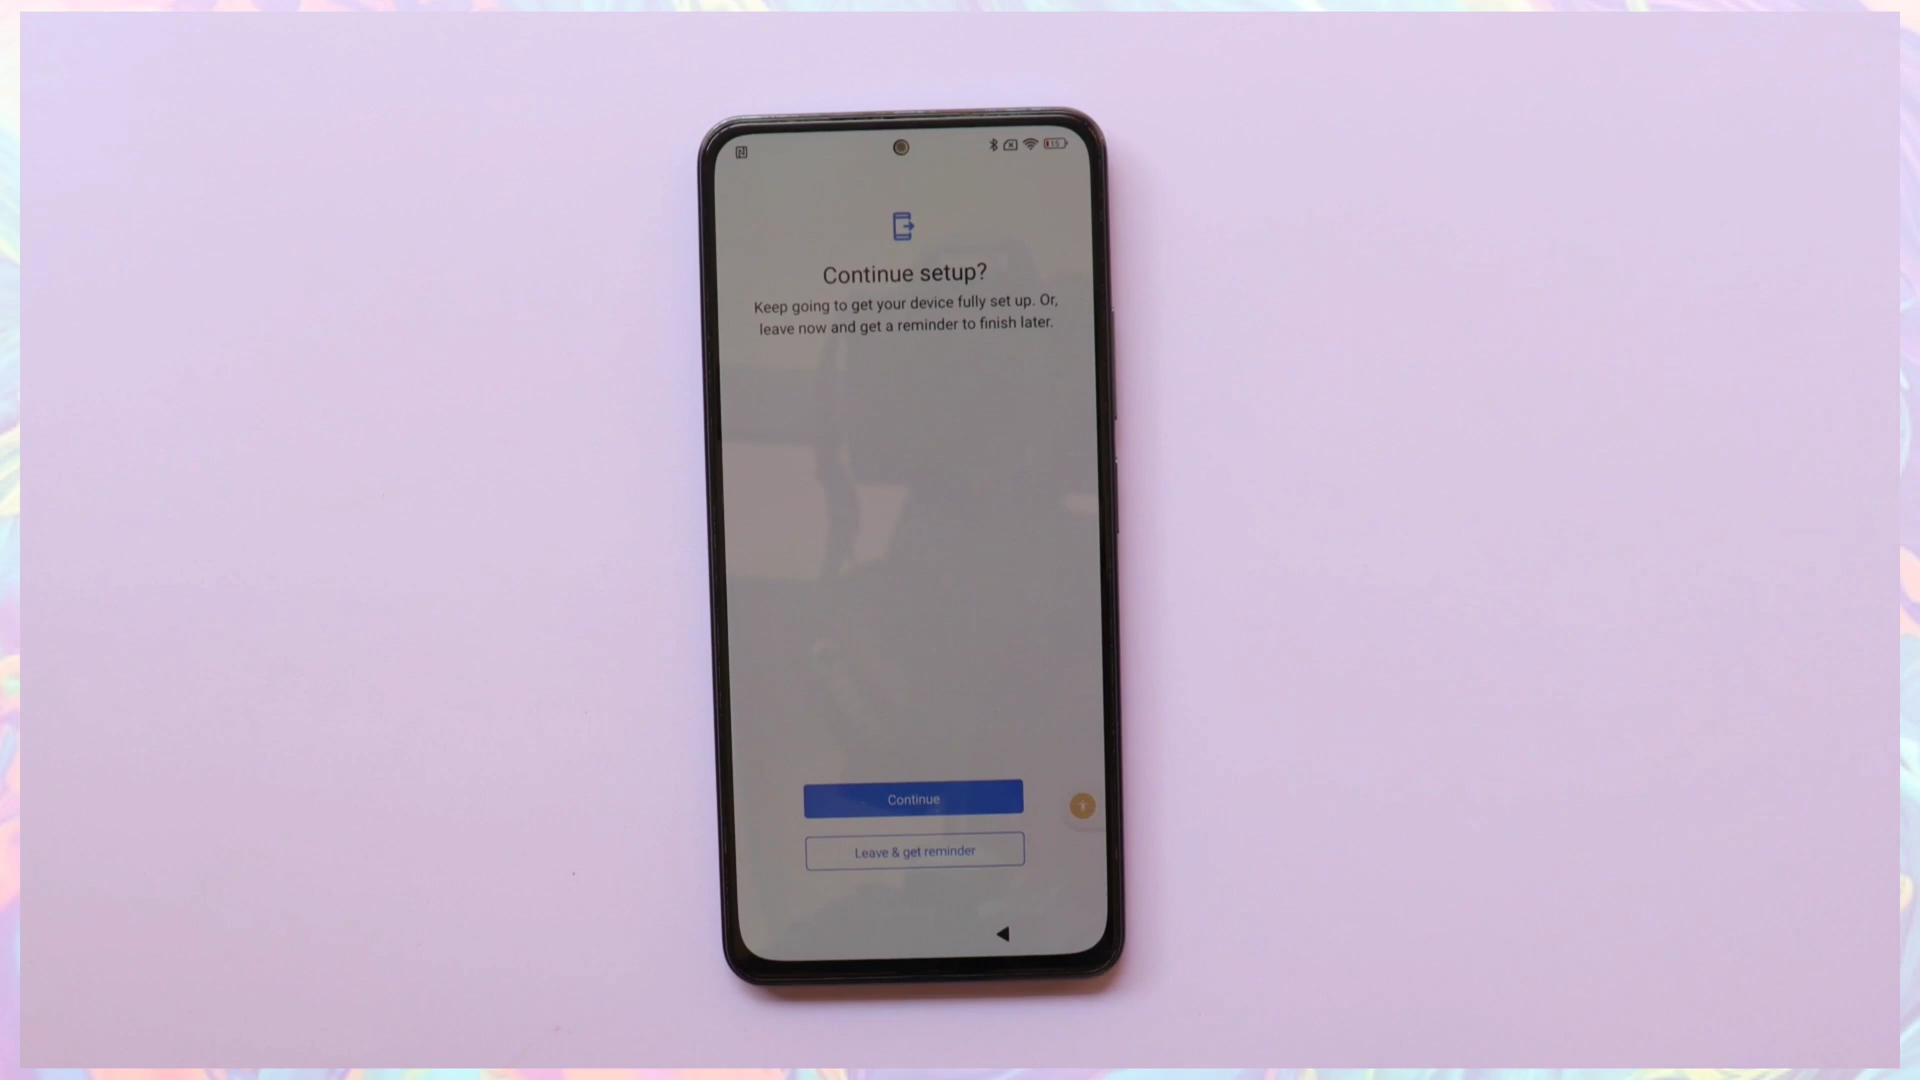 15
Continue setup?
Keep going to get your device fully set up. Or,
leave now and get a reminder to finish later.
Continue
Leave & get reminder